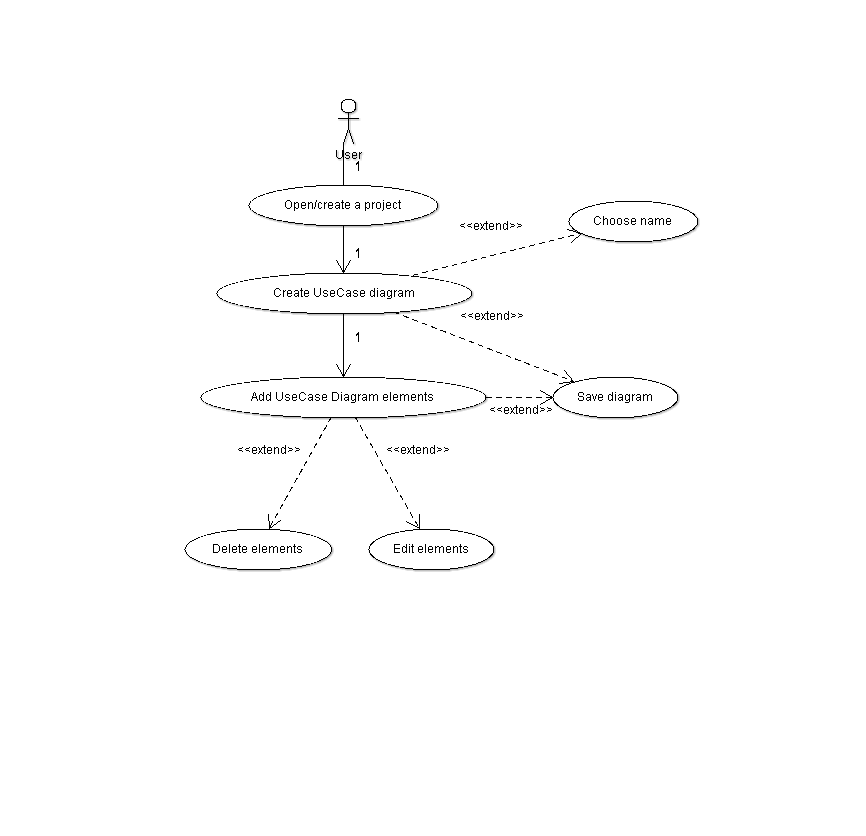 User
1
Open/create a project
<<extend>>
Choose name
1
Create UseCase diagram
<<extend>>
1
Add UseCase Diagram elements
Save diagram
<<extend>>
<<extend>>
<<extend>>
Delete elements
Edit elements